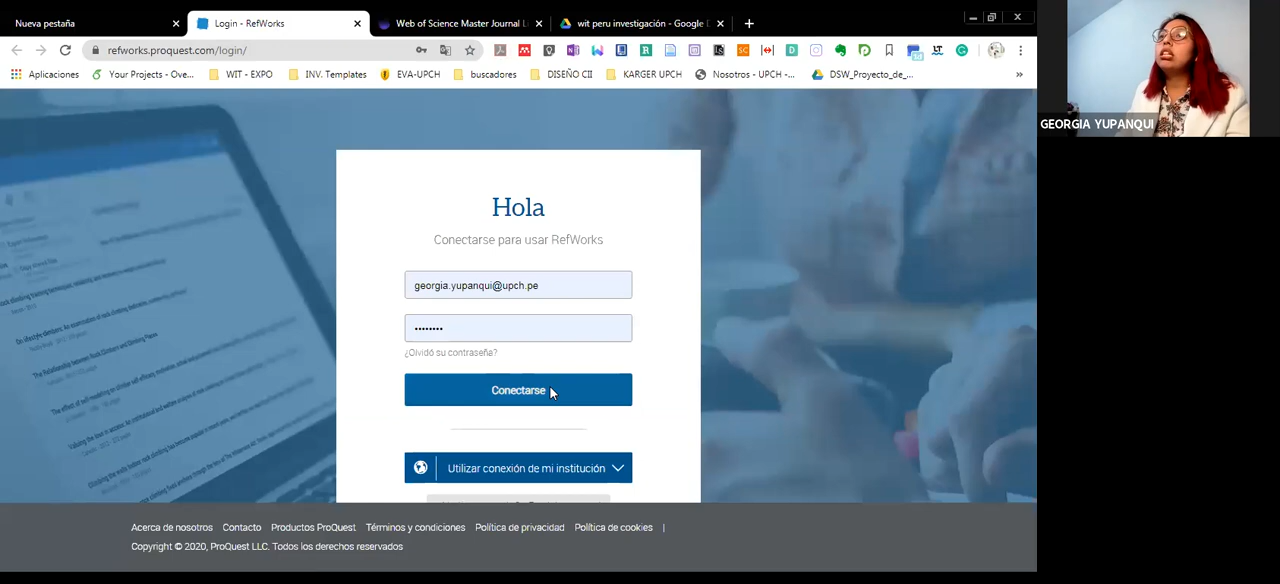 Nueva pestaña
Login - RefWorks
Web of Science Master Journal L
wit peru investigación - Google D
refworks.proquest.com/login/
Aplicaciones
Your Projects - Ove...
WIT - EXPO
INV. Templates
EVA-UPCH
buscadores
DISEÑO CII
KARGER UPCH
Nosotros - UPCH -...
DSW_Proyecto_de_...
»
GEORGIA YUPANQUI
Hola
Conectarse para usar RefWorks
georgia.yupanqui@upch.pe
••••••••
¿Olvidó su contraseña?
Conectarse
Utilizar conexión de mi institución
Acerca de nosotros Contacto Productos ProQuest Términos y condiciones Política de privacidad Política de cookies |
Copyright © 2020, ProQuest LLC. Todos los derechos reservados